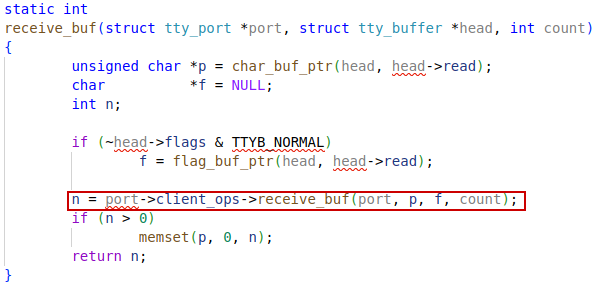 static int
receive_buf(struct tty_port *port, struct tty_buffer *head, int count)
{
unsigned char *p = char_buf_ptr(head, head->read);
char *f = NULL;
int n;
if (~head->flags & TTYB_NORMAL)
f = flag_buf_ptr(head, head->read);
n = port->client_ops->receive_buf(port, p, f, count);
if (n > 0)
memset(p, 0, n);
return n;
}